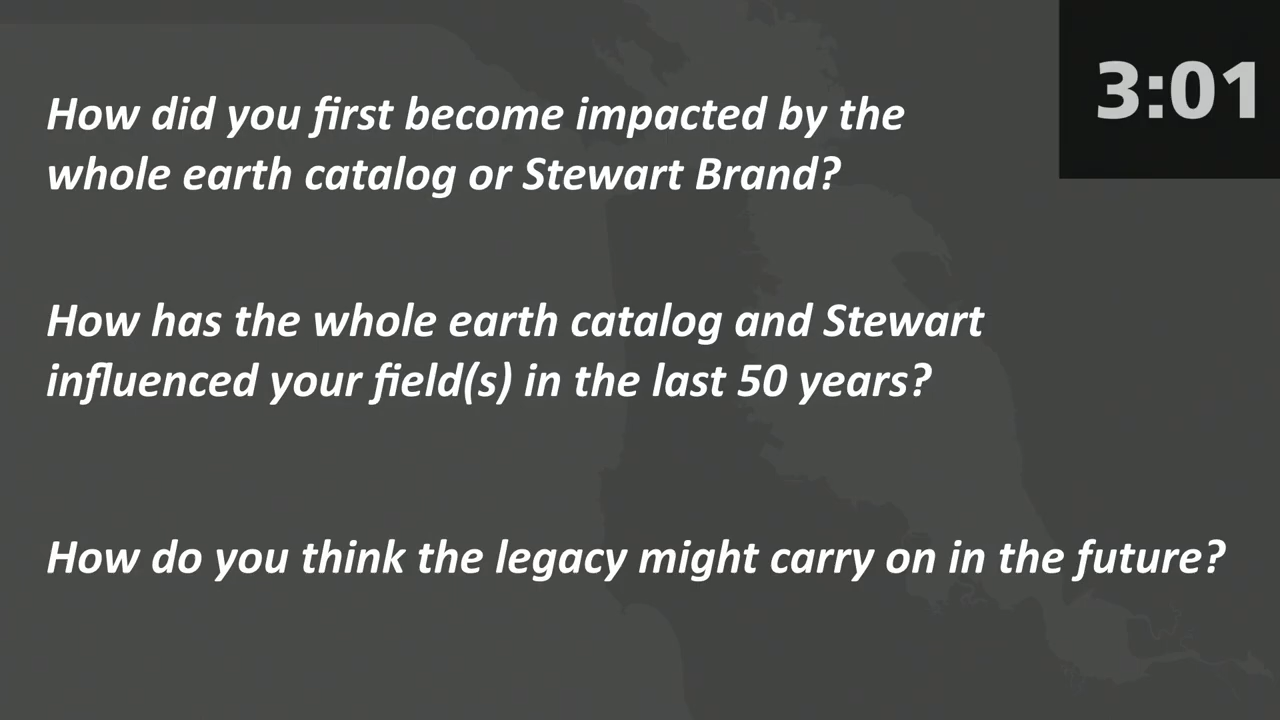 3:01
How did you first become impacted by the
whole earth catalog or Stewart Brand?
How has the whole earth catalog and Stewart
influenced your field(s) in the last 50 years?
How do you think the legacy might carry on in the future?